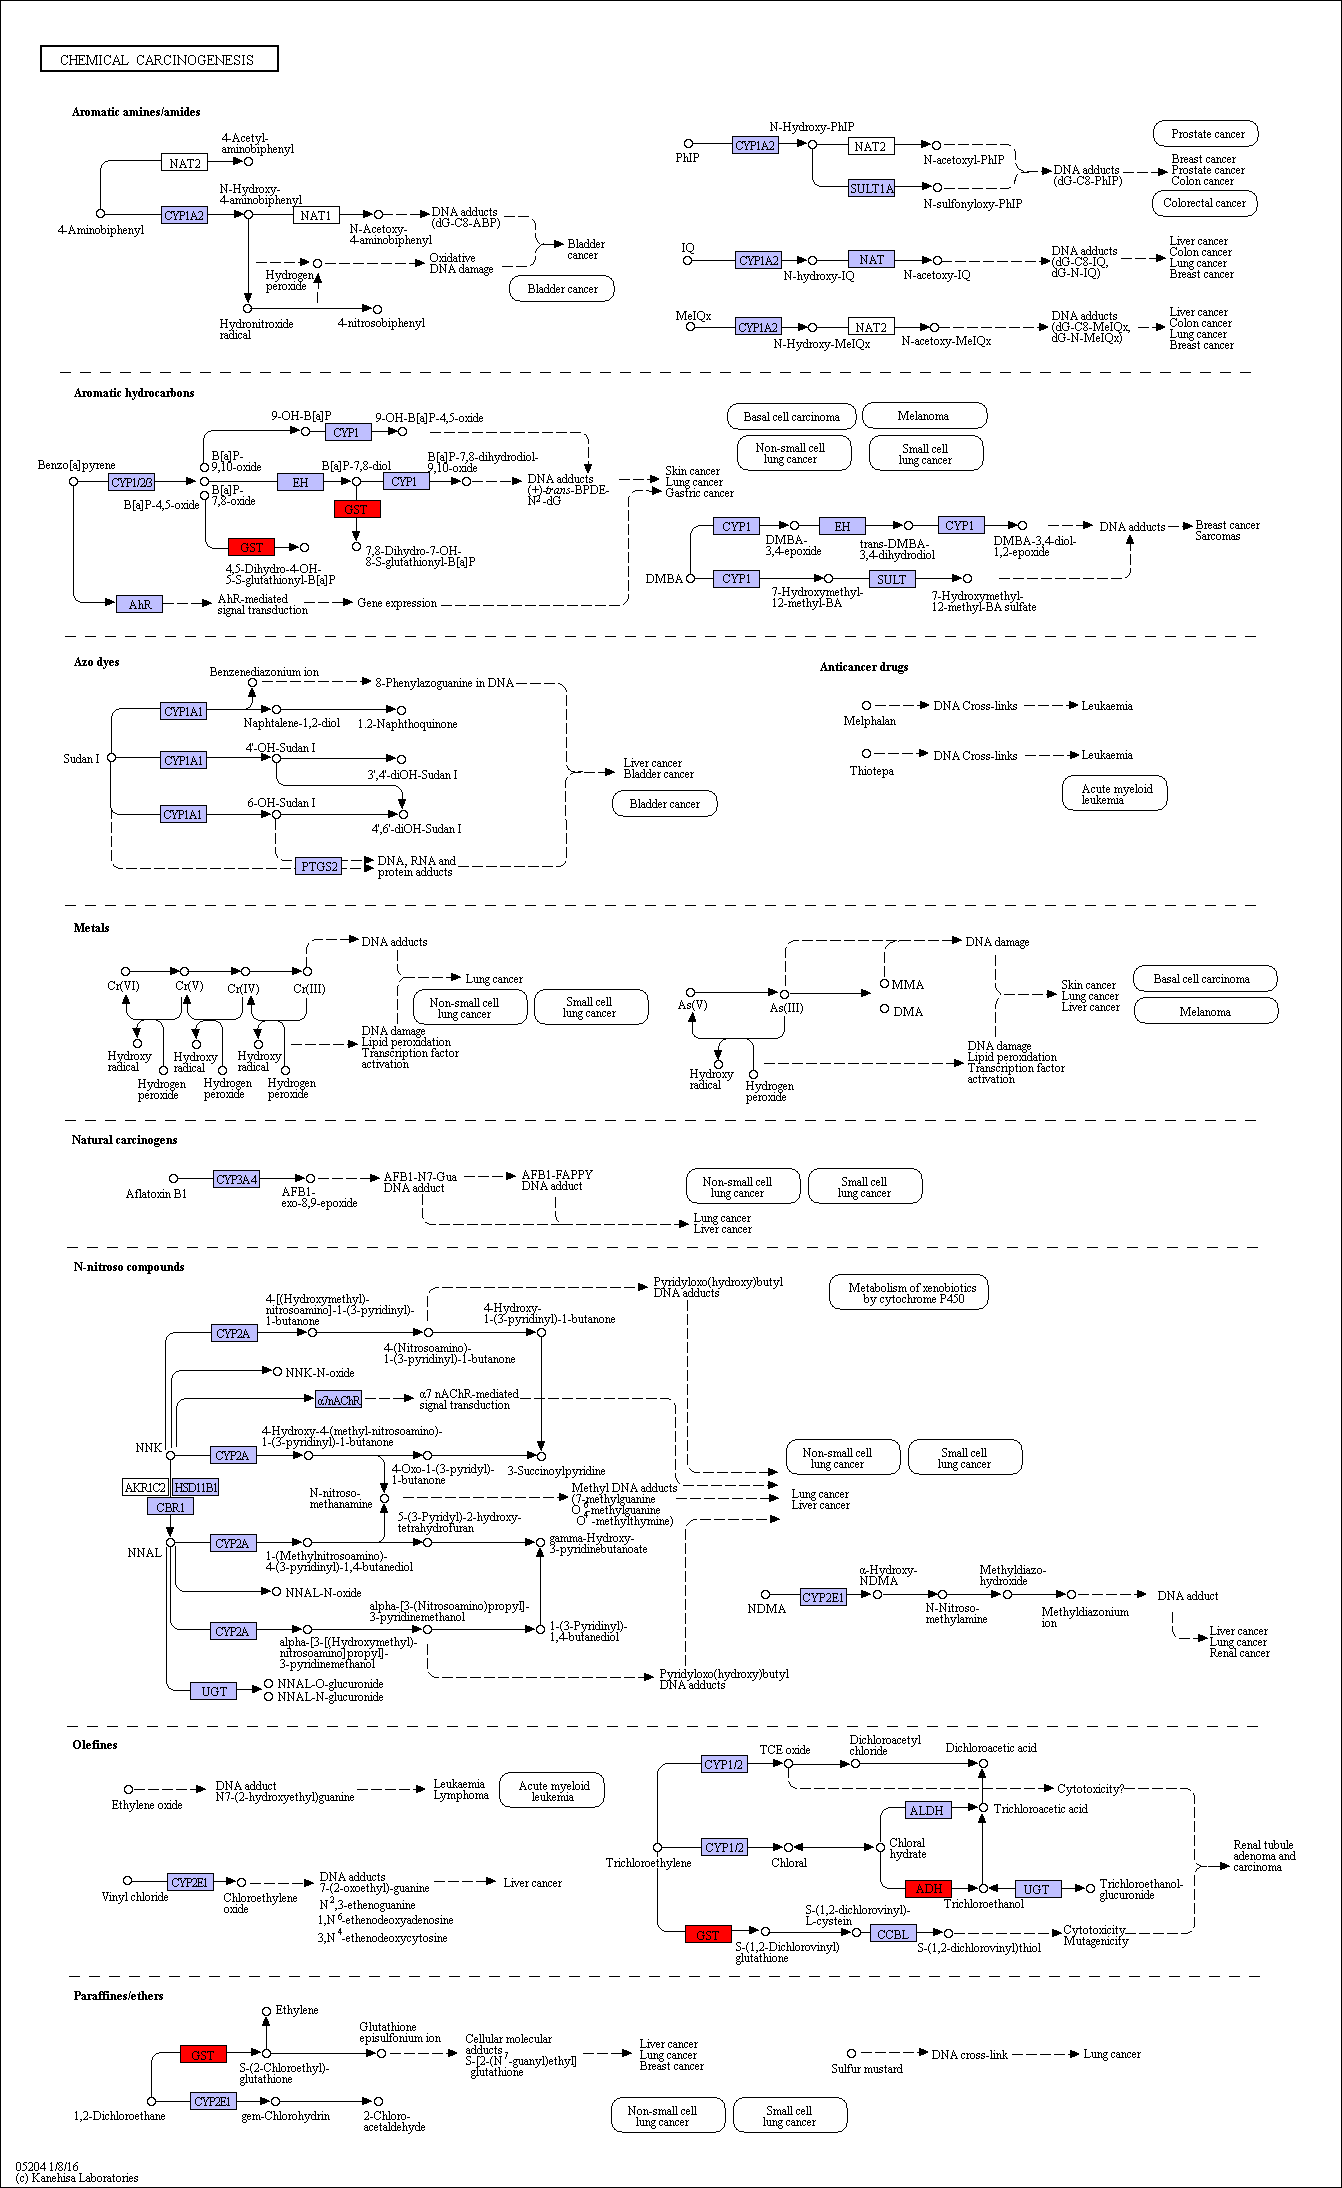 CHEMICAL CARCINOGENESIS
Aromatic amines/amides
4-Acetyl-
aminobiphenyl
NAT2
N-Hydroxy-
4-aminobiphenyl
CYP1A2
NAT1
4-Aminobiphenyl
N-Acetoxy-
4-aminobiphenyl
DNA adducts
(dG-C8-ABP)
Hydrogen
peroxide
Oxidative
DNA damage
Bladder
cancer
Bladder cancer
Hydronitroxide
radical
4-nitrosobiphenyl
N-Hydroxy-PhIP
PhIP
CYP1A2
NAT2
N-acetoxyl-PhIP
SULT1A
N-sulfonyloxy-PhIP
DNA adducts
(dG-C8-PhIP)
Prostate cancer
Breast cancer
Prostate cancer
Colon cancer
Colorectal cancer
IQ
CYP1A2
N-hydroxy-IQ
NAT
N-acetoxy-IQ
DNA adducts
(dG-C8-IQ,
dG-N-IQ)
Liver cancer
Colon cancer
Lung cancer
Breast cancer
MeIQx
CYP1A2
N-Hydroxy-MeIQx
NAT2
N-acetoxy-MeIQx
DNA adducts
(dG-C8-MeIQx,
dG-N-MeIQx)
Liver cancer
Colon cancer
Lung cancer
Breast cancer
Aromatic hydrocarbons
9-OH-B[a]P
CYP1
9-OH-B[a]P-4,5-oxide
Benzo[a]pyrene
CYP1/2/3
B[a]P-
9,10-oxide
B[a]P-4,5-oxide
B[a]P-
7,8-oxide
EH
B[a]P-7,8-diol
CYP1
B[a]P-7,8-dihydrodiol-
9,10-oxide
DNA adducts
(+)-trans-BPDE-
N2-dG
GST
GST
4,5-Dihydro-4-OH-
5-S-glutathionyl-B[a]P
7,8-Dihydro-7-OH-
8-S-glutathionyl-B[a]P
AhR
AhR-mediated
signal transduction
Gene expression
Skin cancer
Lung cancer
Gastric cancer
Basal cell carcinoma
Melanoma
Non-small cell
lung cancer
Small cell
lung cancer
CYP1
DMBA-
3,4-epoxide
EH
trans-DMBA-
3,4-dihydrodiol
CYP1
DMBA-3,4-diol-
1,2-epoxide
DNA adducts
Breast cancer
Sarcomas
DMBA
CYP1
7-Hydroxymethyl-
12-methyl-BA
SULT
7-Hydroxymethyl-
12-methyl-BA sulfate
Azo dyes
Benzenediazonium ion
8-Phenylazoguanine in DNA
CYP1A1
Naphtalene-1,2-diol
1.2-Naphthoquinone
Sudan I
CYP1A1
4'-OH-Sudan I
3',4'-diOH-Sudan I
CYP1A1
6-OH-Sudan I
4',6'-diOH-Sudan I
PTGS2
DNA, RNA and
protein adducts
Liver cancer
Bladder cancer
Bladder cancer
Anticancer drugs
Melphalan
DNA Cross-links
Leukaemia
Thiotepa
DNA Cross-links
Leukaemia
Acute myeloid
leukemia
Metals
Cr(VI)
Cr(V)
Cr(IV)
Cr(III)
DNA adducts
Lung cancer
Non-small cell
lung cancer
Small cell
lung cancer
Hydroxy
radical
Hydroxy
radical
Hydroxy
radical
Hydrogen
peroxide
Hydrogen
peroxide
Hydrogen
peroxide
DNA damage
Lipid peroxidation
Transcription factor
activation
As(V)
As(III)
MMA
DMA
DNA damage
Hydroxy
radical
Hydrogen
peroxide
DNA damage
Lipid peroxidation
Transcription factor
activation
Skin cancer
Lung cancer
Liver cancer
Basal cell carcinoma
Melanoma
Natural carcinogens
Aflatoxin B1
CYP3A4
AFB1-
exo-8,9-epoxide
AFB1-N7-Gua
DNA adduct
AFB1-FAPPY
DNA adduct
Non-small cell
lung cancer
Small cell
lung cancer
Lung cancer
Liver cancer
N-nitroso compounds
4-[(Hydroxymethyl)-
nitrosoamino]-1-(3-pyridinyl)-
1-butanone
CYP2A
4-(Nitrosoamino)-
1-(3-pyridinyl)-1-butanone
4-Hydroxy-
1-(3-pyridinyl)-1-butanone
Pyridyloxo(hydroxy)butyl
DNA adducts
Metabolism of xenobiotics
by cytochrome P450
NNK-N-oxide
α7nAChR
α7 nAChR-mediated
signal transduction
NNK
CYP2A
4-Hydroxy-4-(methyl-nitrosoamino)-
1-(3-pyridinyl)-1-butanone
4-Oxo-1-(3-pyridyl)-
1-butanone
3-Succinoylpyridine
AKR1C2
HSD11B1
CBR1
N-nitroso-
methanamine
Methyl DNA adducts
(7-methylguanine
O6-methylguanine
O4-methylthymine)
Non-small cell
lung cancer
Small cell
lung cancer
Lung cancer
Liver cancer
NNAL
CYP2A
1-(Methylnitrosoamino)-
4-(3-pyridinyl)-1,4-butanediol
5-(3-Pyridyl)-2-hydroxy-
tetrahydrofuran
gamma-Hydroxy-
3-pyridinebutanoate
NNAL-N-oxide
CYP2A
alpha-[3-[(Hydroxymethyl)-
nitrosoamino]propyl]-
3-pyridinemethanol
alpha-[3-(Nitrosoamino)propyl]-
3-pyridinemethanol
1-(3-Pyridinyl)-
1,4-butanediol
UGT
NNAL-O-glucuronide
NNAL-N-glucuronide
Pyridyloxo(hydroxy)butyl
DNA adducts
NDMA
CYP2E1
α-Hydroxy-
NDMA
N-Nitroso-
methylamine
Methyldiazo-
hydroxide
Methyldiazonium
ion
DNA adduct
Liver cancer
Lung cancer
Renal cancer
Olefines
Ethylene oxide
DNA adduct
N7-(2-hydroxyethyl)guanine
Leukaemia
Lymphoma
Acute myeloid
leukemia
Vinyl chloride
CYP2E1
Chloroethylene
oxide
DNA adducts
7-(2-oxoethyl)-guanine
N2,3-ethenoguanine
1,N6-ethenodeoxyadenosine
3,N4-ethenodeoxycytosine
Liver cancer
CYP1/2
TCE oxide
Dichloroacetyl
chloride
Dichloroacetic acid
Cytotoxicity?
ALDH
Trichloroacetic acid
Trichloroethylene
CYP1/2
Chloral
Chloral
hydrate
ADH
Trichloroethanol
UGT
Trichloroethanol-
glucuronide
Renal tubule
adenoma and
carcinoma
GST
S-(1,2-Dichlorovinyl)
glutathione
S-(1,2-dichlorovinyl)-
L-cystein
CCBL
S-(1,2-dichlorovinyl)thiol
Cytotoxicity
Mutagenicity
Paraffines/ethers
Ethylene
GST
S-(2-Chloroethyl)-
glutathione
Glutathione
episulfonium ion
Cellular molecular
adducts
S-[2-(N7-guanyl)ethyl]
glutathione
Liver cancer
Lung cancer
Breast cancer
1,2-Dichloroethane
CYP2E1
gem-Chlorohydrin
2-Chloro-
acetaldehyde
Non-small cell
lung cancer
Small cell
lung cancer
Sulfur mustard
DNA cross-link
Lung cancer
05204 1/8/16
(c) Kanehisa Laboratories